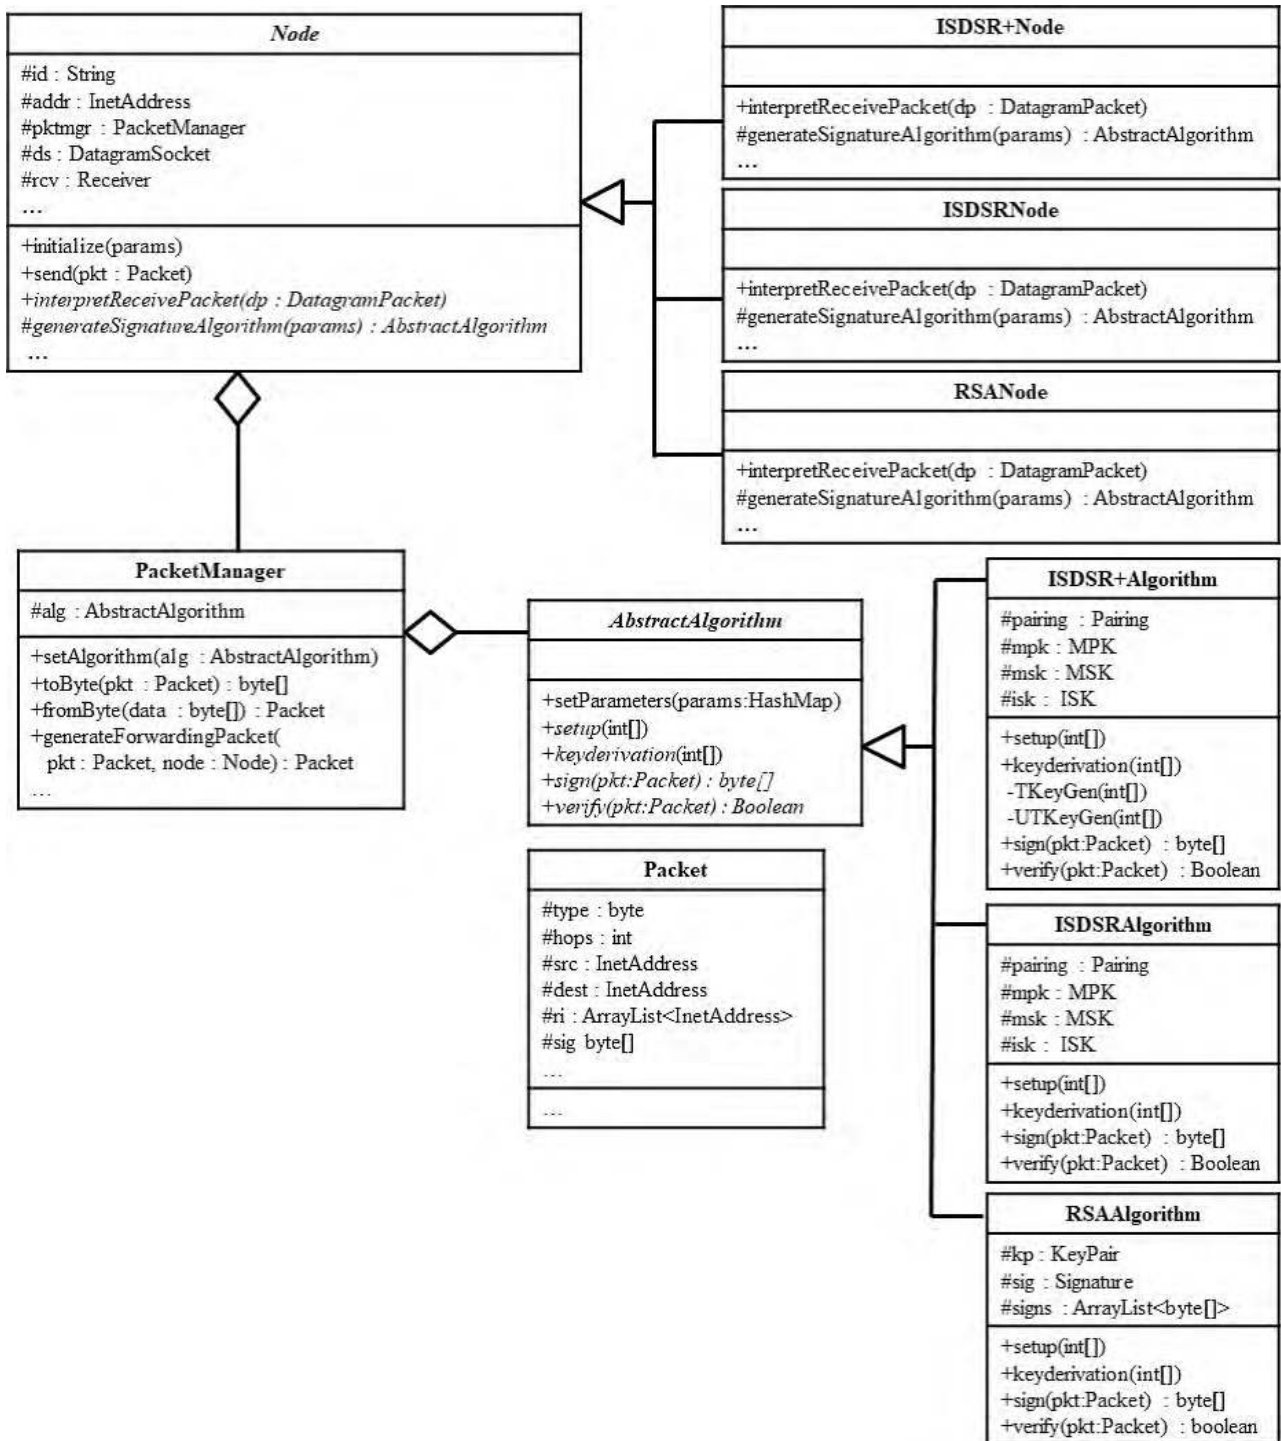 Node
#id : String
#addr : InetAddress
#pktmgr : PacketManager
#ds : DatagramSocket
#rcv : Receiver
...
+initialize(params)
+send(pkt : Packet)
+interpretReceivePacket(dp : DatagramPacket)
#generateSignatureAlgorithm(params) : AbstractAlgorithm
...
ISDSR+Node
+interpretReceivePacket(dp : DatagramPacket)
#generateSignatureAlgorithm(params) : AbstractAlgorithm
...
ISDSRNode
+interpretReceivePacket(dp : DatagramPacket)
#generateSignatureAlgorithm(params) : AbstractAlgorithm
...
RSANode
+interpretReceivePacket(dp : DatagramPacket)
#generateSignatureAlgorithm(params) : AbstractAlgorithm
...
PacketManager
#alg : AbstractAlgorithm
+setAlgorithm(alg : AbstractAlgorithm)
+toByte(pkt : Packet) : byte[]
+fromByte(data : byte[]) : Packet
+generateForwardingPacket(
pkt : Packet, node : Node) : Packet
...
AbstractAlgorithm
+setParameters(params:HashMap)
+setup(int[])
+keyderivation(int[])
+sign(pkt:Packet) : byte[]
+verify(pkt:Packet) : Boolean
Packet
#type : byte
#hops : int
#src : InetAddress
#dest : InetAddress
#ri : ArrayList<InetAddress>
#sig byte[]
...
...
ISDSR+Algorithm
#pairing : Pairing
#mpk : MPK
#msk : MSK
#isk : ISK
+setup(int[])
+keyderivation(int[])
-TKeyGen(int[])
-UTKeyGen(int[])
+sign(pkt:Packet) : byte[]
+verify(pkt:Packet) : Boolean
ISDSRAlgorithm
#pairing : Pairing
#mpk : MPK
#msk : MSK
#isk : ISK
+setup(int[])
+keyderivation(int[])
+sign(pkt:Packet) : byte[]
+verify(pkt:Packet) : Boolean
RSAAlgorithm
#kp : KeyPair
#sig : Signature
#signs : ArrayList<byte[]>
+setup(int[])
+keyderivation(int[])
+sign(pkt:Packet) : byte[]
+verify(pkt:Packet) : boolean